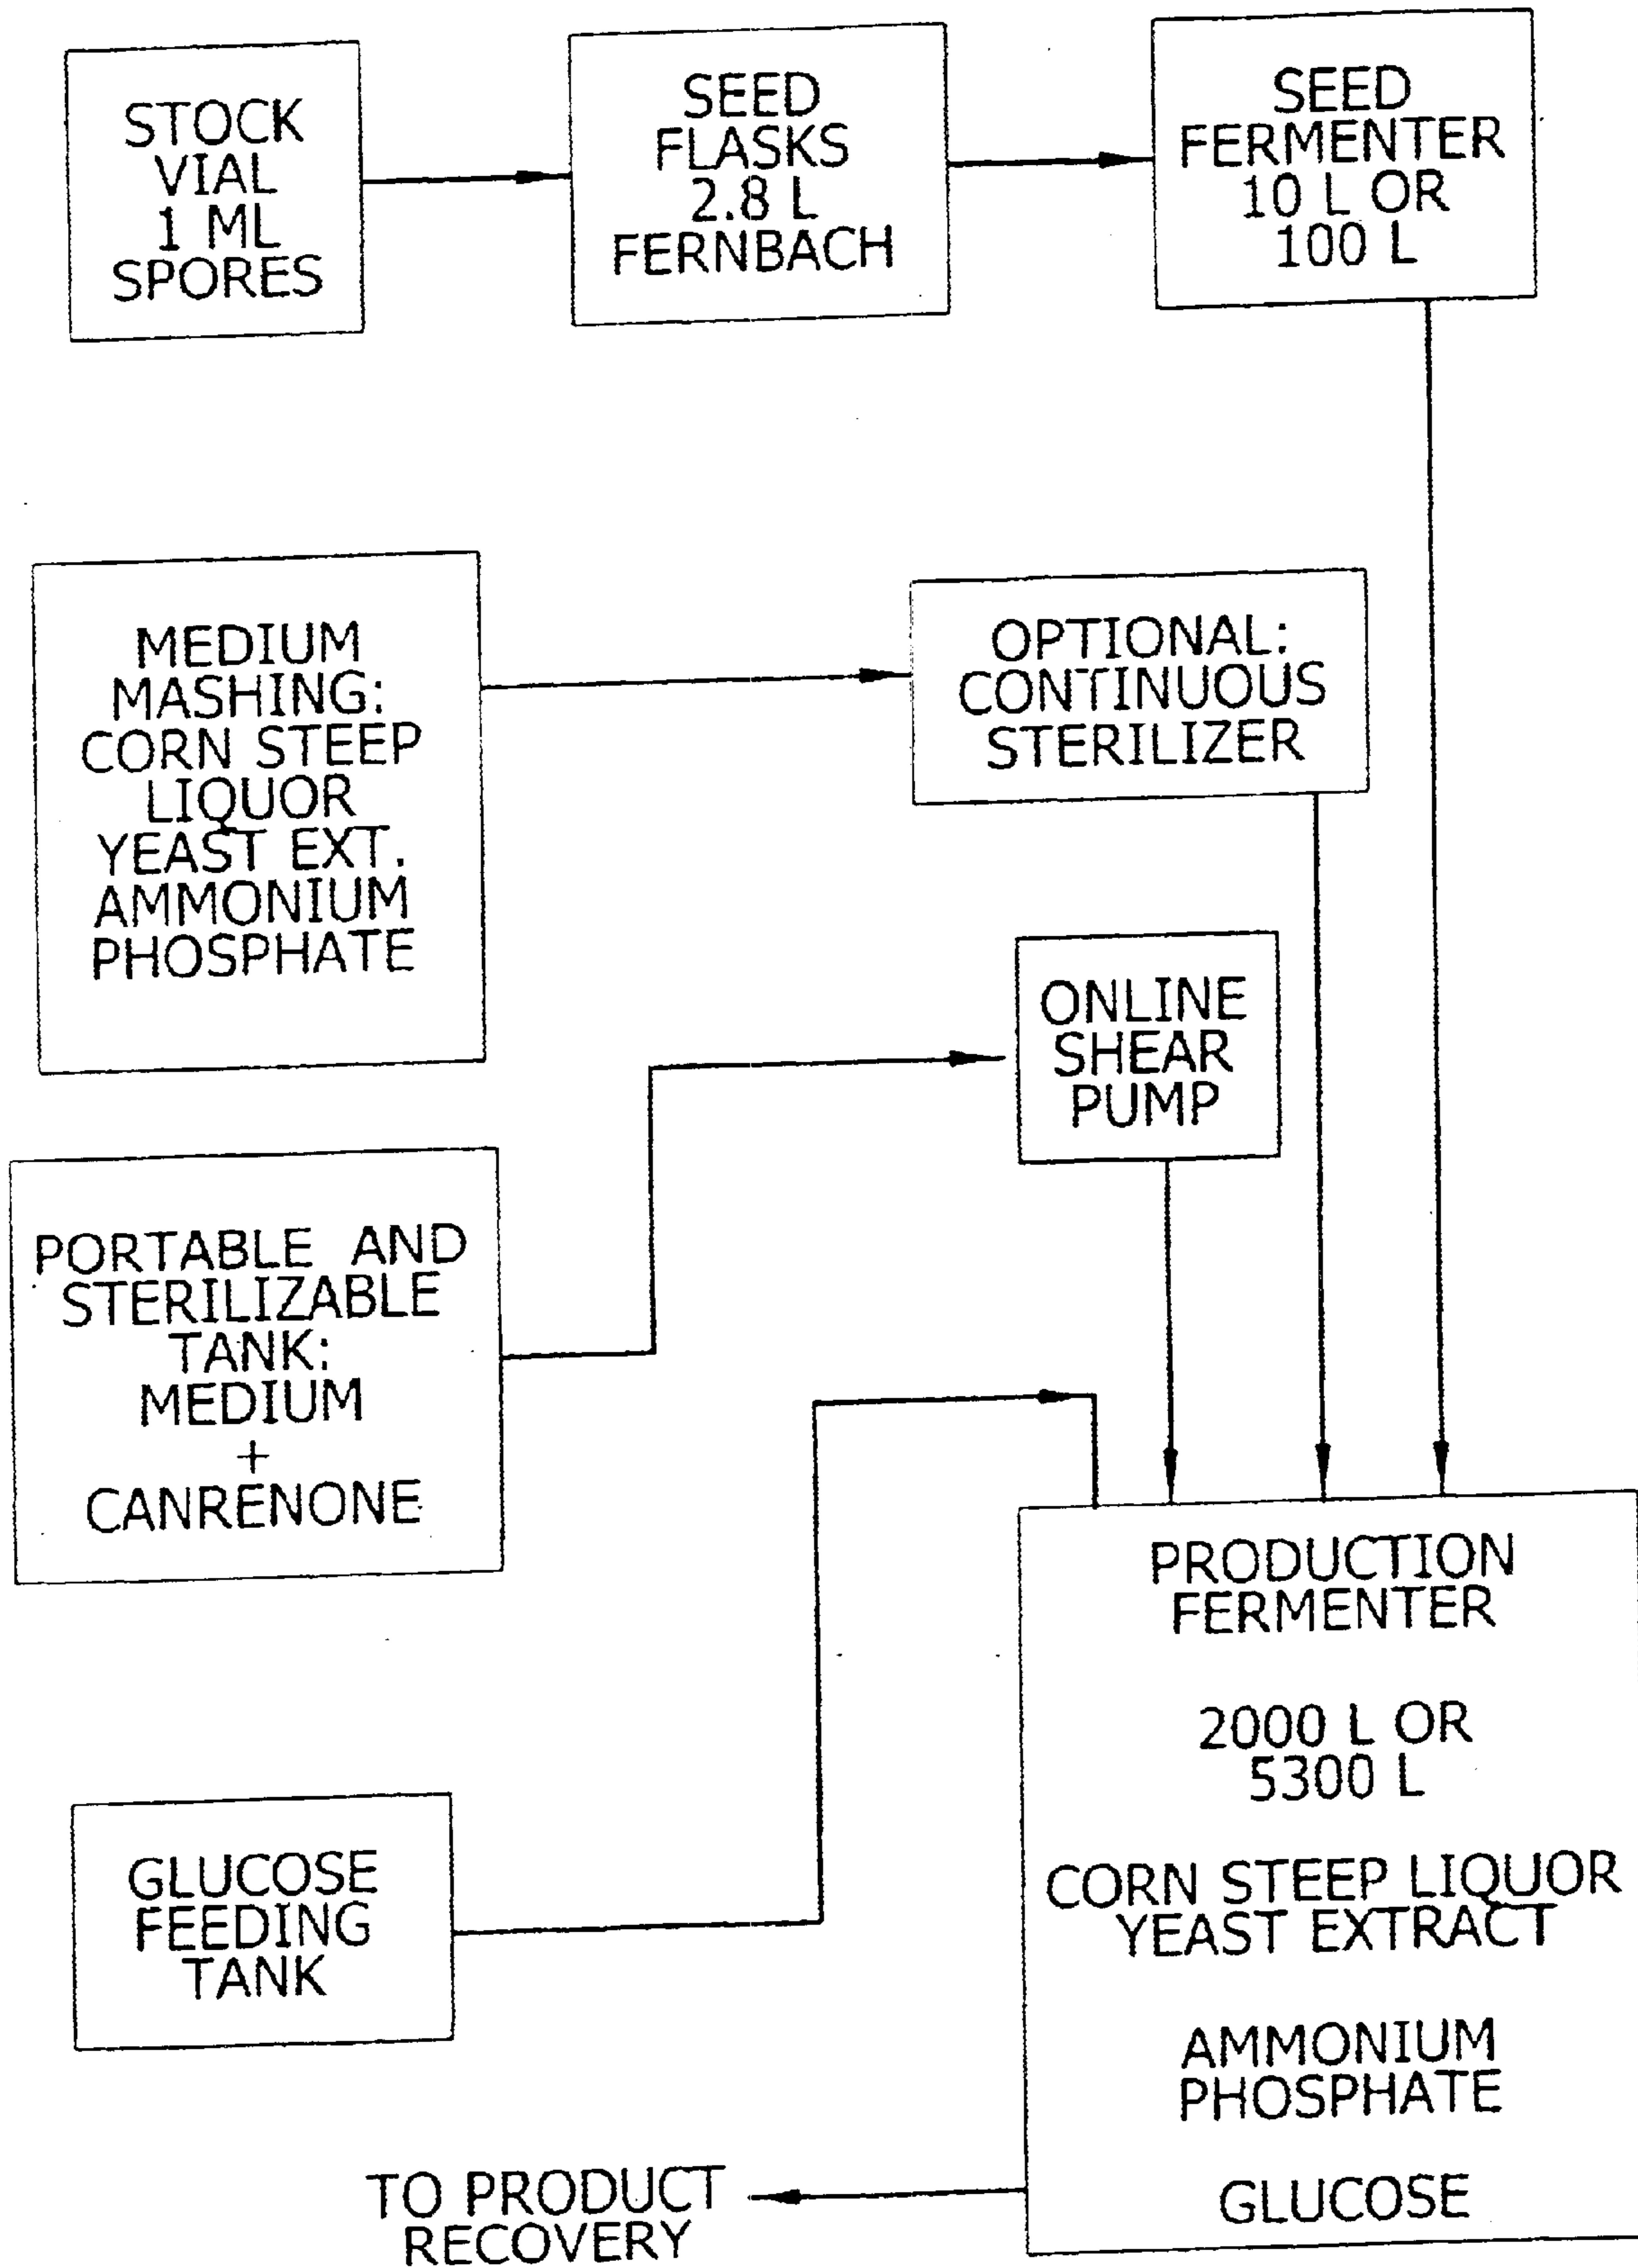 STOCK
VIAL
1 ML
SPORES
SEED
FLASKS
2.8 L
FERNBACH
SEED
FERMENTER
10 L OR
100 L
MEDIUM
MASHING:
CORN STEEP
LIQUOR
YEAST EXT.
AMMONIUM
PHOSPHATE
OPTIONAL:
CONTINUOUS
STERILIZER
ONLINE
SHEAR
PUMP
PORTABLE AND
STERILIZABLE
TANK:
MEDIUM
+
CANRENONE
GLUCOSE
FEEDING
TANK
PRODUCTION
FERMENTER
2000 L OR
5300 L
CORN STEEP LIQUOR
YEAST EXTRACT
AMMONIUM
PHOSPHATE
GLUCOSE
TO PRODUCT
RECOVERY